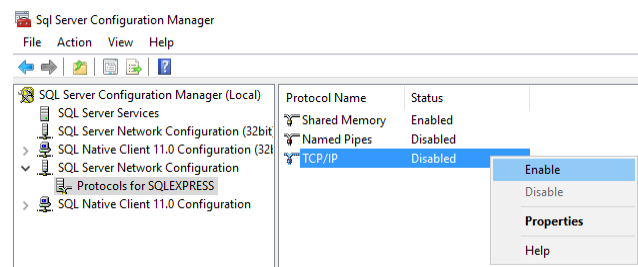 Sql Server Configuration Manager
File Action View Help
SQL Server Configuration Manager (Local)
SQL Server Services
SQL Server Network Configuration (32bit
SQL Native Client 11.0 Configuration (32
SQL Server Network Configuration
Protocols for SQLEXPRESS
SQL Native Client 11.0 Configuration
Protocol Name Status
Shared Memory Enabled
Named Pipes Disabled
TCP/IP Disabled
Enable
Disable
Properties
Help